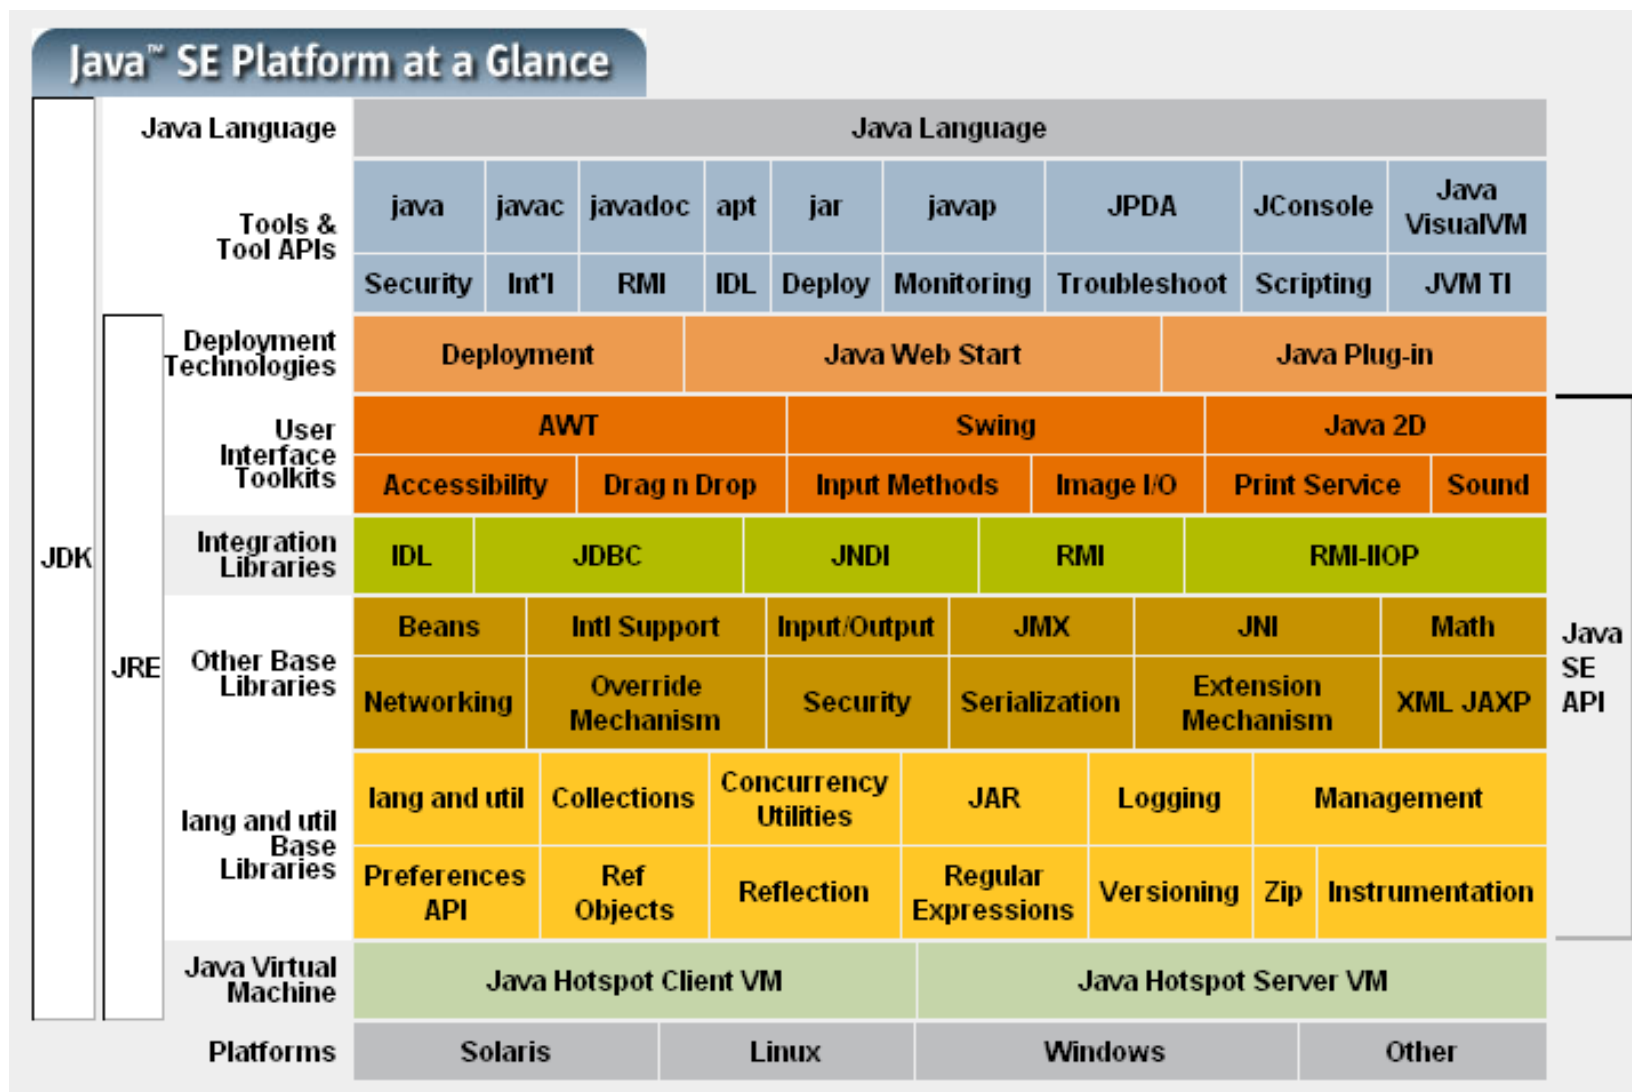 Java™ SE Platform at a Glance
Java Language
Java Language
Tools &
Tool APIs
java javac javadoc apt jar javap JPDA JConsole Java
VisualVM
Security Int'l RMI IDL Deploy Monitoring Troubleshoot Scripting JVM TI
Deployment
Technologies
Deployment Java Web Start Java Plug-in
User
Interface
Toolkits
AWT Swing Java 2D
Accessibility Drag n Drop Input Methods Image I/O Print Service Sound
Integration
Libraries
IDL JDBC JNDI RMI RMI-IIOP
JDK
JRE
Other Base
Libraries
Beans Intl Support Input/Output JMX JNI Math
Networking Override
Mechanism Security Serialization Extension
Mechanism XML JAXP
Java
SE
API
lang and util
Base
Libraries
lang and util Collections Concurrency
Utilities JAR Logging Management
Preferences
API Ref
Objects Reflection Regular
Expressions Versioning Zip Instrumentation
Java Virtual
Machine
Java Hotspot Client VM Java Hotspot Server VM
Platforms
Solaris Linux Windows Other